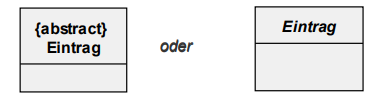 {abstract}
Eintrag
oder
Eintrag